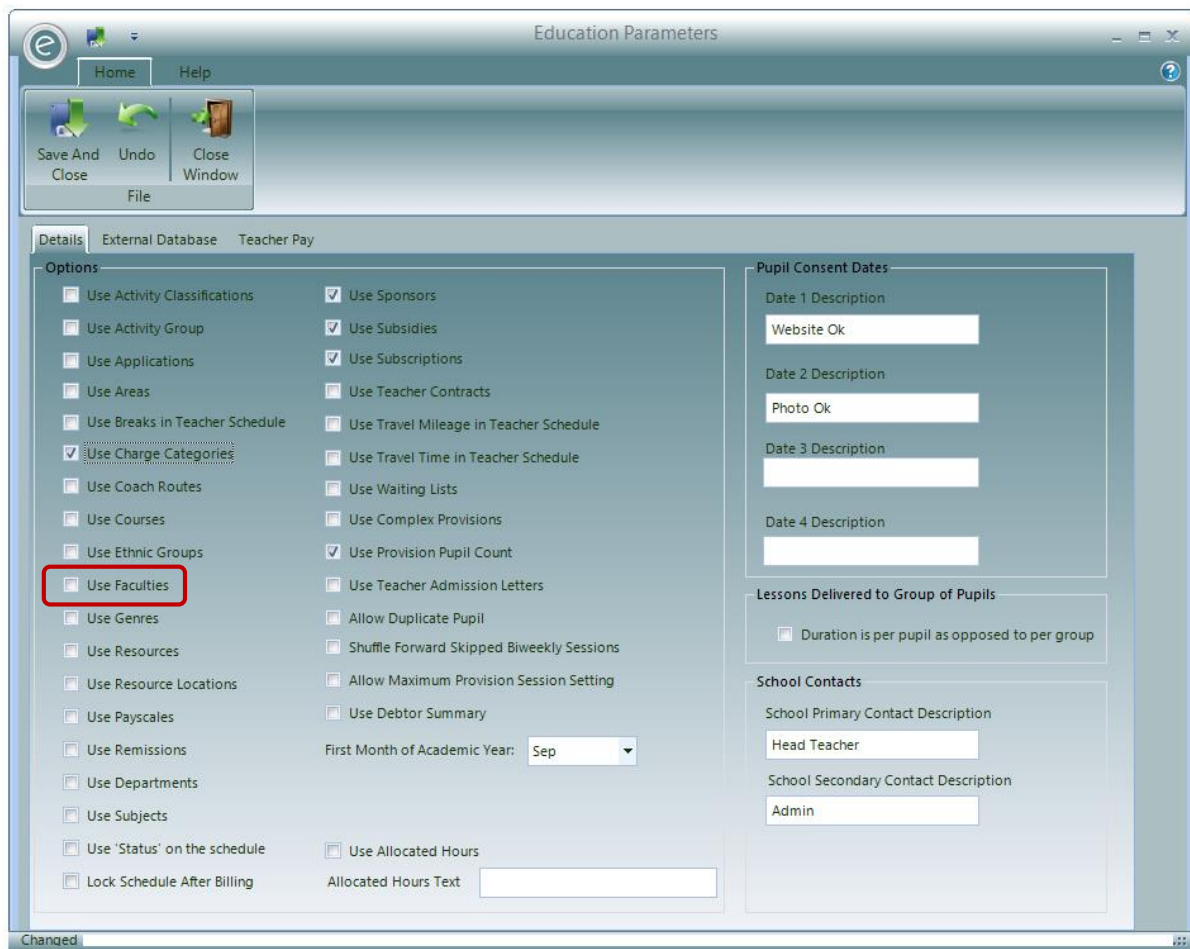 Education Parameters
Home Help
Save And Close
Undo
Close Window
File
Details External Database Teacher Pay
Options
Use Activity Classifications
Use Activity Group
Use Applications
Use Areas
Use Breaks in Teacher Schedule
Use Charge Categories
Use Coach Routes
Use Courses
Use Ethnic Groups
Use Faculties
Use Genres
Use Resources
Use Resource Locations
Use Payscales
Use Remissions
Use Departments
Use Subjects
Use 'Status' on the schedule
Lock Schedule After Billing
Use Sponsors
Use Subsidies
Use Subscriptions
Use Teacher Contracts
Use Travel Mileage in Teacher Schedule
Use Travel Time in Teacher Schedule
Use Waiting Lists
Use Complex Provisions
Use Provision Pupil Count
Use Teacher Admission Letters
Allow Duplicate Pupil
Shuffle Forward Skipped Biweekly Sessions
Allow Maximum Provision Session Setting
Use Debtor Summary
First Month of Academic Year: Sep
Use Allocated Hours
Allocated Hours Text
Pupil Consent Dates
Date 1 Description
Website Ok
Date 2 Description
Photo Ok
Date 3 Description
Date 4 Description
Lessons Delivered to Group of Pupils
Duration is per pupil as opposed to per group
School Contacts
School Primary Contact Description
Head Teacher
School Secondary Contact Description
Admin
Changed